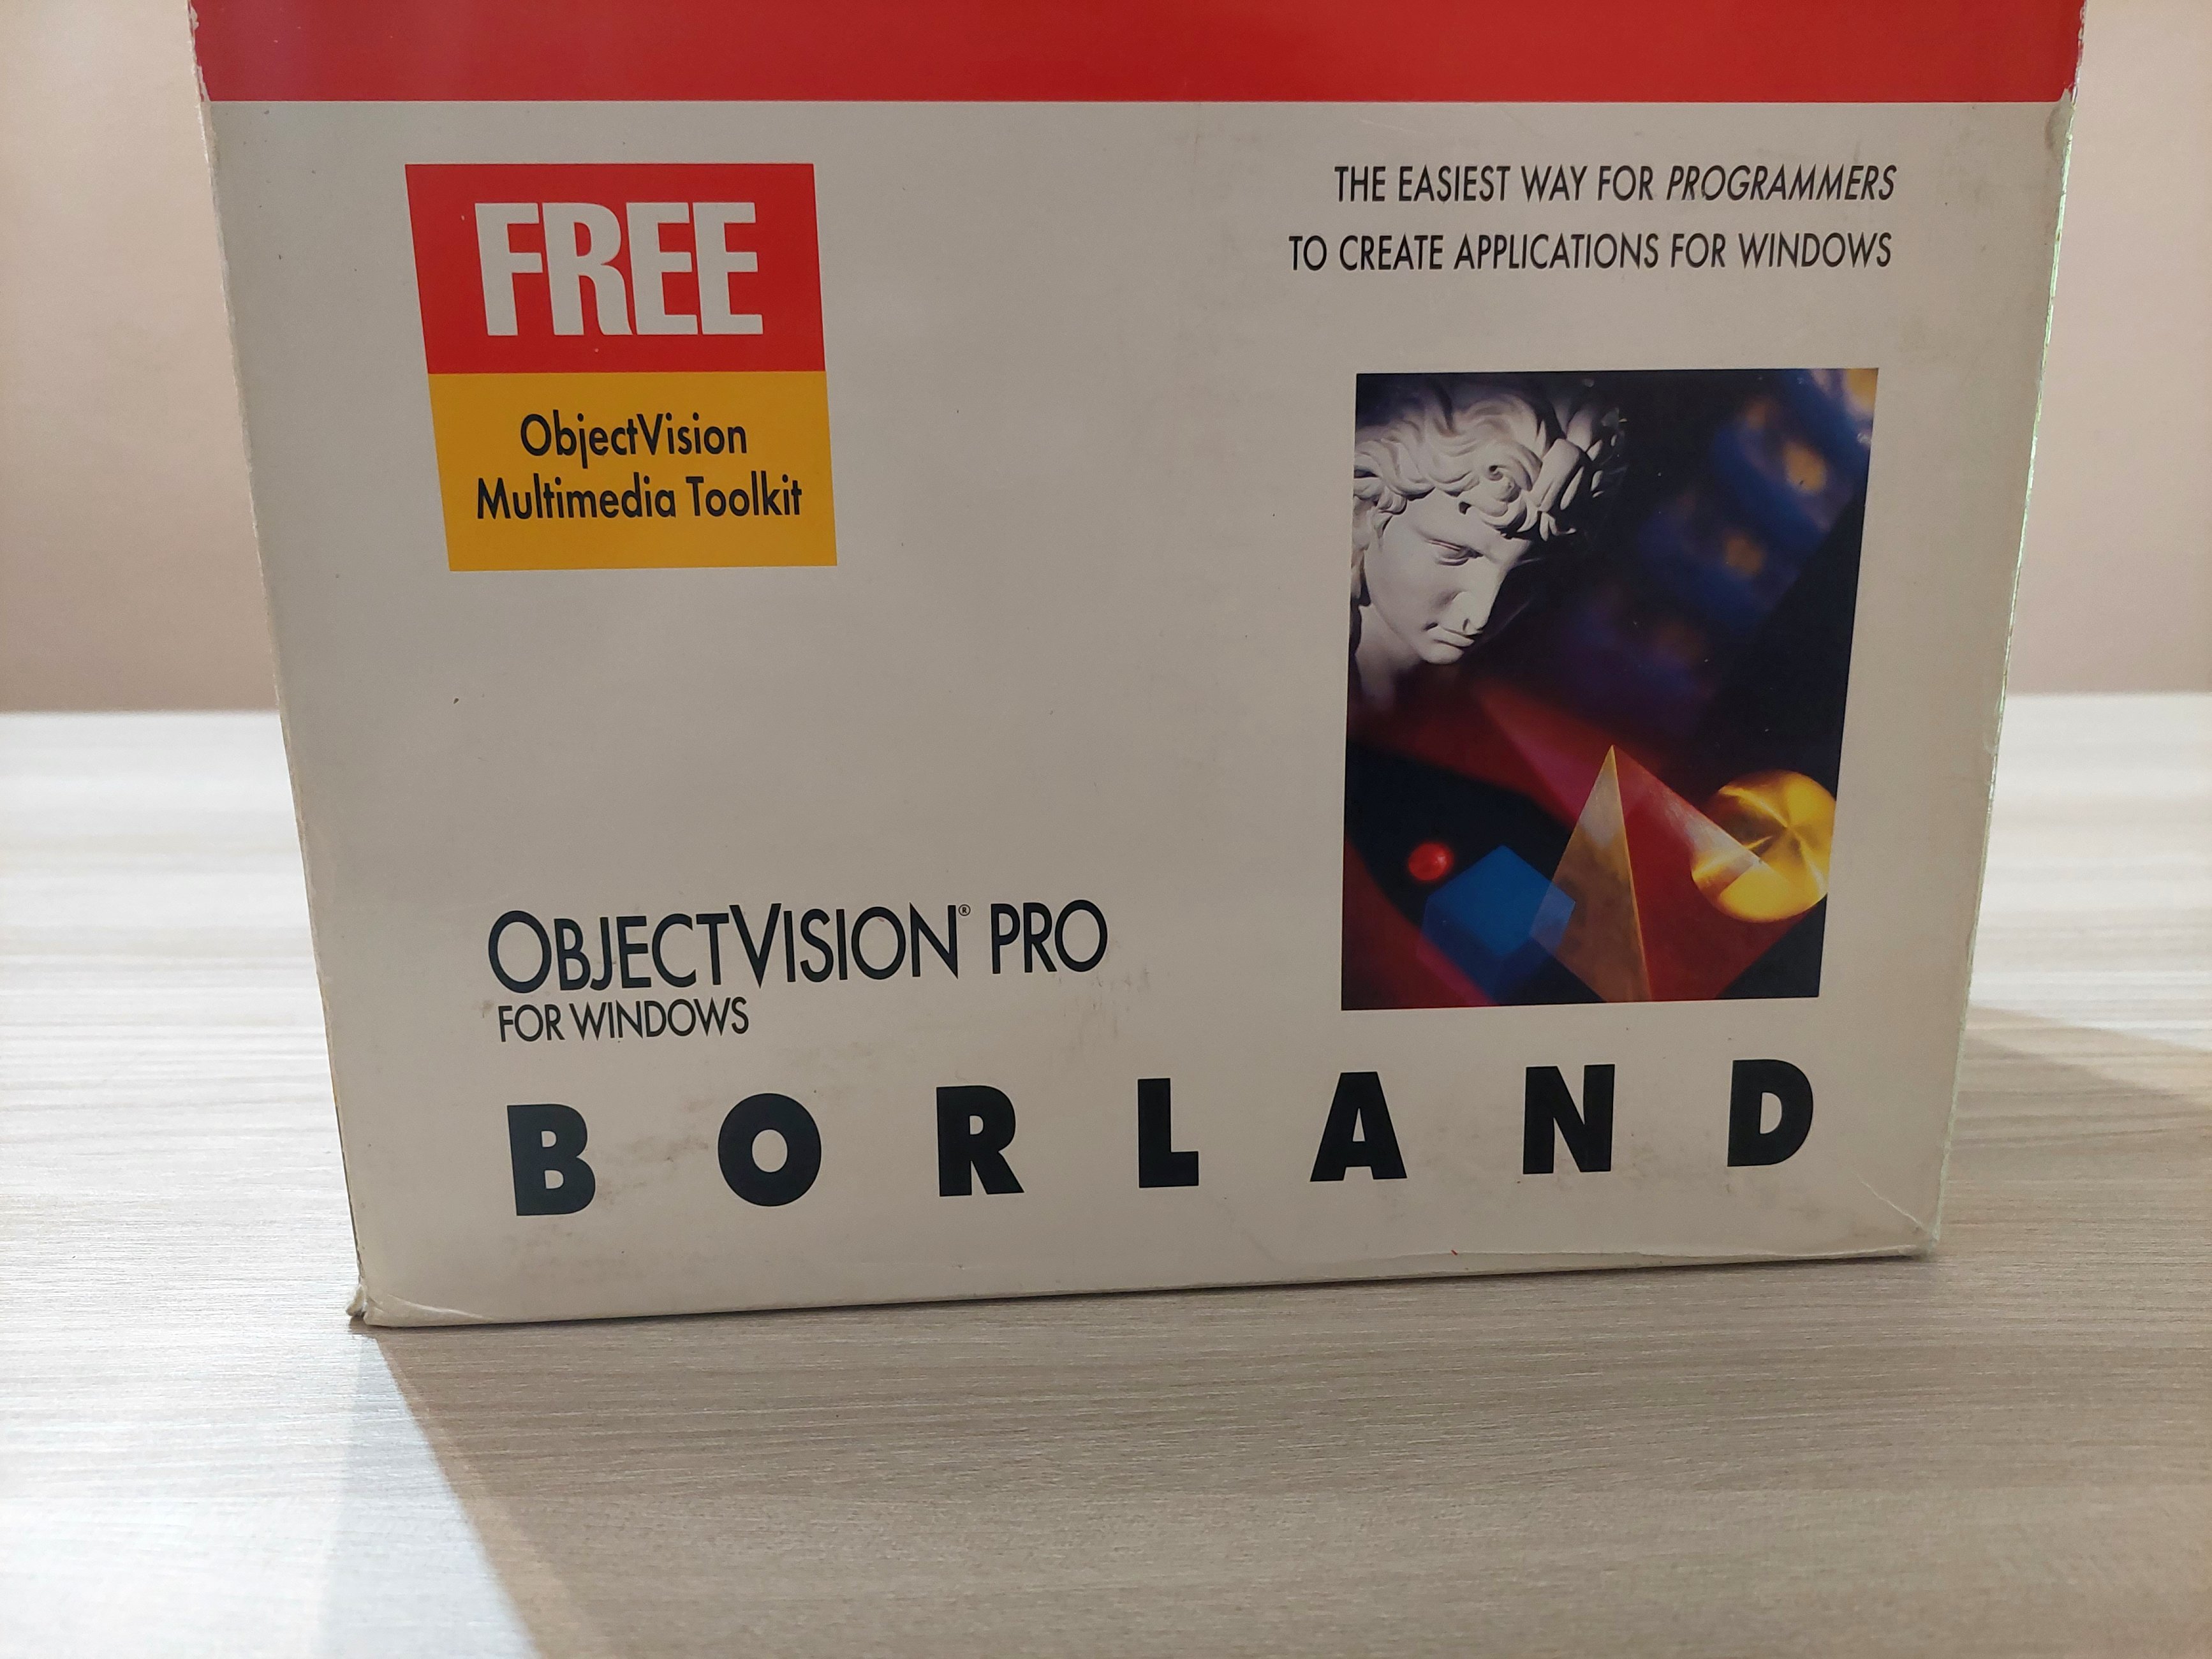 FREE
ObjectVision
Multimedia Toolkit
THE EASIEST WAY FOR PROGRAMMERS
TO CREATE APPLICATIONS FOR WINDOWS
OBJECTVISION® PRO
FOR WINDOWS
BORLAND